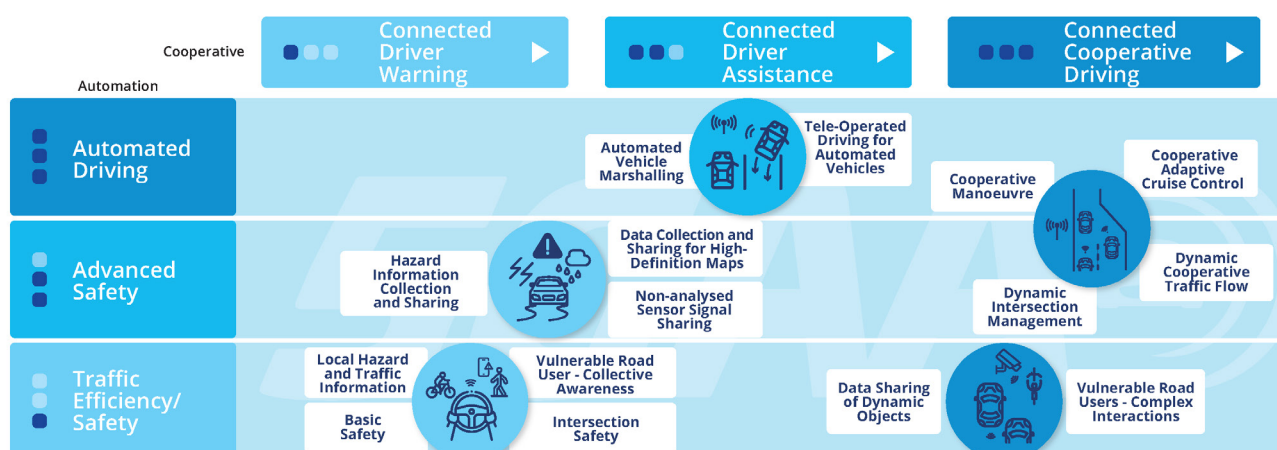 Cooperative
Automation
Connected
Driver
Warning
Connected
Driver
Assistance
Connected
Cooperative
Driving
Automated
Driving
Automated
Vehicle
Marshalling
Tele-Operated
Driving for
Automated
Vehicles
Cooperative
Manoeuvre
Cooperative
Adaptive
Cruise Control
Advanced
Safety
Hazard
Information
Collection
and Sharing
Data Collection and
Sharing for High-
Definition Maps
Non-analysed
Sensor Signal
Sharing
Dynamic
Intersection
Management
Dynamic
Cooperative
Traffic Flow
Traffic
Efficiency/
Safety
Local Hazard
and Traffic
Information
Vulnerable Road
User - Collective
Awareness
Basic
Safety
Intersection
Safety
Data Sharing
of Dynamic
Objects
Vulnerable Road
Users - Complex
Interactions
5GAA